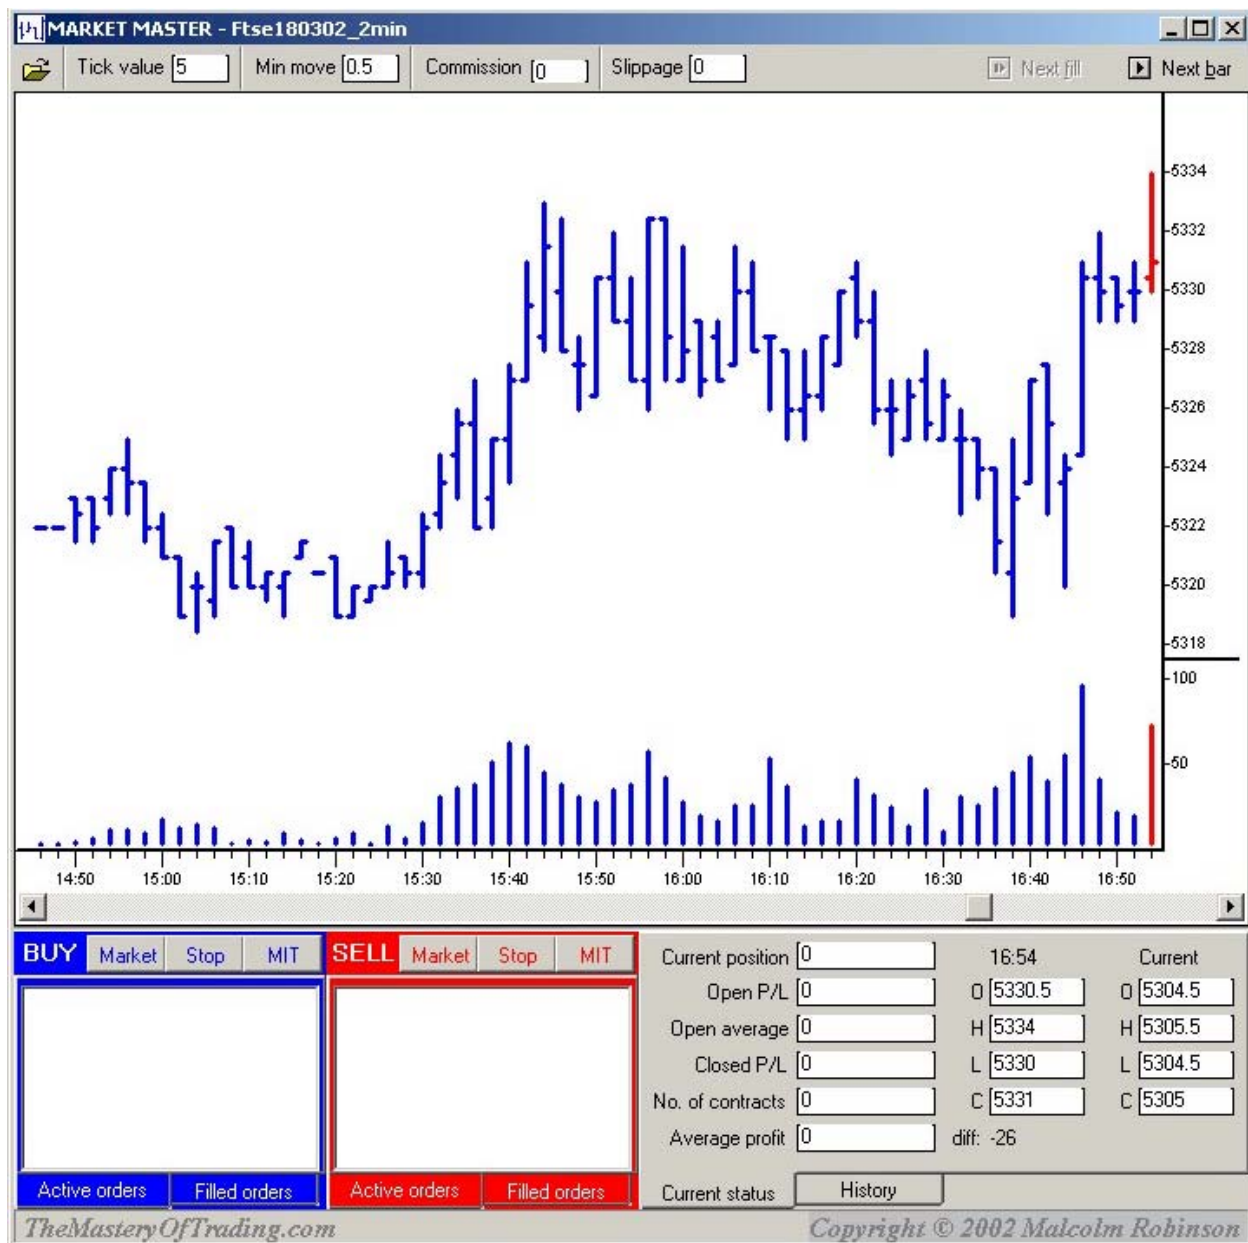 MARKET MASTER - Ftse180302_2min
Tick value 5 Min move 0.5 Commission 0 Slippage 0 Next fill Next bar
5334
5332
5330
5328
5326
5324
5322
5320
5318
100
50
14:50 15:00 15:10 15:20 15:30 15:40 15:50 16:00 16:10 16:20 16:30 16:40 16:50
BUY Market Stop MIT SELL Market Stop MIT
Current position 0 16:54 Current
Open P/L 0 O 5330.5 O 5304.5
Open average 0 H 5334 H 5305.5
Closed P/L 0 L 5330 L 5304.5
No. of contracts 0 C 5331 C 5305
Average profit 0 diff: -26
Active orders Filled orders Active orders Filled orders Current status History
TheMasteryOfTrading.com Copyright © 2002 Malcolm Robinson